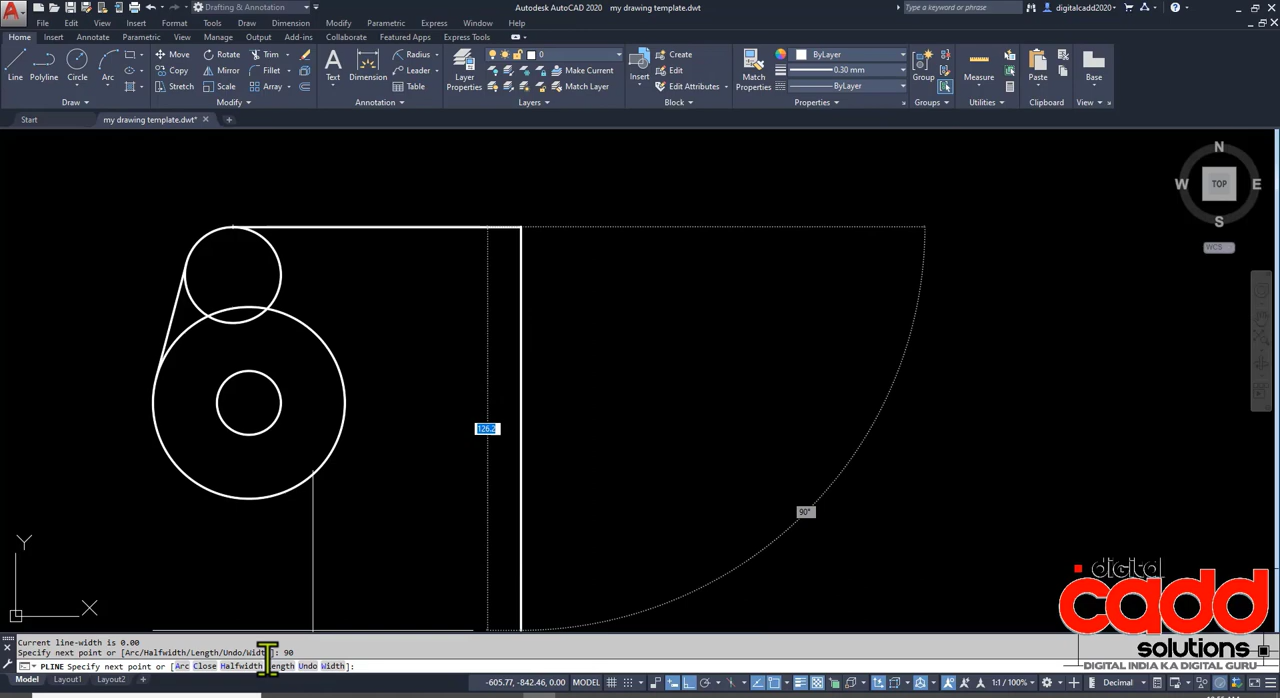 Drafting & Annotation
Autodesk AutoCAD 2020 my drawing template.dwt
Type a keyword or phrase
digitalcadd2020
File Edit View Insert Format Tools Draw Dimension Modify Parametric Express Window Help
Home Insert Annotate Parametric View Manage Output Add-ins Collaborate Featured Apps Express Tools
Line Polyline Circle Arc
Move Rotate Trim
Copy Mirror Fillet
Stretch Scale Array
Text Dimension
Radius
Leader
Table
Layer Properties
0
Make Current
Match Layer
Insert
Create
Edit
Edit Attributes
Match Properties
ByLayer
0.30 mm
ByLayer
Group
Measure
Paste
Base
Draw Modify Annotation Layers Block Properties Groups Utilities Clipboard View
Start my drawing template.dwt*
N
W TOP E
S
WCS
126.2
90°
Y
X
digital
cadd
solutions
DIGITAL INDIA KA DIGITAL GURU
Current line-width is 0.00
Specify next point or [Arc/Halfwidth/Length/Undo/Width]: 90
PLINE Specify next point or [Arc Close Halfwidth Length Undo Width]:
Model Layout1 Layout2
-605.77, -842.46, 0.00 MODEL
1:1 / 100%
Decimal